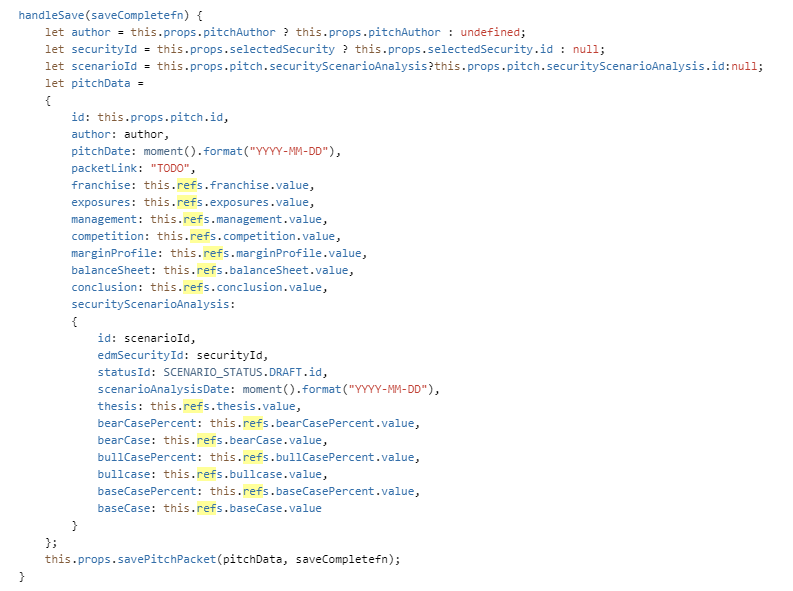 handleSave(saveCompletefn) {
    let author = this.props.pitchAuthor ? this.props.pitchAuthor : undefined;
    let securityId = this.props.selectedSecurity ? this.props.selectedSecurity.id : null;
    let scenarioId = this.props.pitch.securityScenarioAnalysis?this.props.pitch.securityScenarioAnalysis.id:null;
    let pitchData =
    {
        id: this.props.pitch.id,
        author: author,
        pitchDate: moment().format("YYYY-MM-DD"),
        packetLink: "TODO",
        franchise: this.refs.franchise.value,
        exposures: this.refs.exposures.value,
        management: this.refs.management.value,
        competition: this.refs.competition.value,
        marginProfile: this.refs.marginProfile.value,
        balanceSheet: this.refs.balanceSheet.value,
        conclusion: this.refs.conclusion.value,
        securityScenarioAnalysis:
        {
            id: scenarioId,
            edmSecurityId: securityId,
            statusId: SCENARIO_STATUS.DRAFT.id,
            scenarioAnalysisDate: moment().format("YYYY-MM-DD"),
            thesis: this.refs.thesis.value,
            bearCasePercent: this.refs.bearCasePercent.value,
            bearCase: this.refs.bearCase.value,
            bullCasePercent: this.refs.bullCasePercent.value,
            bullcase: this.refs.bullcase.value,
            baseCasePercent: this.refs.baseCasePercent.value,
            baseCase: this.refs.baseCase.value
        }
    };
    this.props.savePitchPacket(pitchData, saveCompletefn);
}